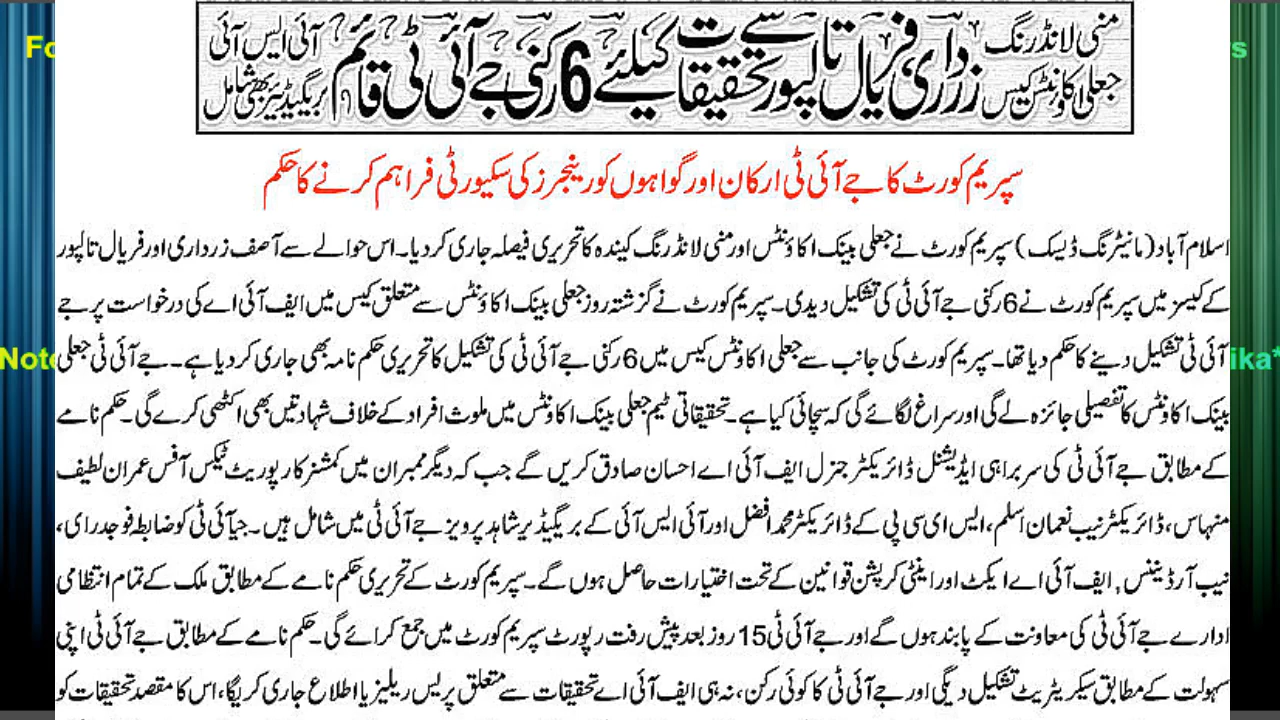 منی لانڈرنگ جعلی اکاؤنٹس کیس
زرداری، فریال تالپور سے تحقیقات کیلئے 6 رکنی جے آئی ٹی قائم
آئی ایس آئی بریگیڈیئر بھی شامل
سپریم کورٹ کا جے آئی ٹی ارکان اور گواہوں کو رینجرز کی سکیورٹی فراہم کرنے کا حکم
اسلام آباد (مانیٹرنگ ڈیسک) سپریم کورٹ نے جعلی بینک اکاؤنٹس اور منی لانڈرنگ کیندہ کا تحریری فیصلہ جاری کردیا۔ اس حوالے سے آصف زرداری اور فریال تالپور
کے کیسز میں سپریم کورٹ نے 6 رکنی جے آئی ٹی کی تشکیل دیدی۔ سپریم کورٹ نے گزشتہ روز جعلی بینک اکاؤنٹس سے متعلق کیس میں ایف آئی اے کی درخواست پر جے
آئی ٹی تشکیل دینے کا حکم دیا تھا۔ سپریم کورٹ کی جانب سے جعلی اکاونٹس کیس میں 6 رکنی جے آئی ٹی کی تشکیل کا تحریری حکم نامہ بھی جاری کردیا ہے۔ جے آئی ٹی جعلی
بینک اکاونٹس کا تفصیلی جائزہ لے گی اور سراغ لگائے گی کہ سچائی کیا ہے۔ تحقیقاتی ٹیم جعلی بینک اکاونٹس میں ملوث افراد کے خلاف شہادتیں بھی اکٹھی کرے گی۔ حکم نامے
کے مطابق جے آئی ٹی کی سربراہی ایڈیشنل ڈائریکٹر جنرل ایف آئی اے احسان صادق کریں گے جب کہ دیگر ممبران میں کمشنر کارپوریٹ ٹیکس آفس عمران لطیف
منہاس، ڈائریکٹر نیب نعمان اسلم، ایس ای سی پی کے ڈائریکٹر محمد افضل اور آئی ایس آئی کے بریگیڈیر شاہد پرویز جے آئی ٹی میں شامل ہیں۔ جیآئی ٹی کو ضابطہ فوجدرای،
نیب آرڈیننس, ایف آئی اے ایکٹ اور اینٹی کرپشن قوانین کے تحت اختیارات حاصل ہوں گے۔ سپریم کورٹ کے تحریری حکم نامے کے مطابق ملک کے تمام انتظامی
ادارے جے آئی ٹی کی معاونت کے پابند ہوں گے اور جے آئی ٹی 15 روز بعد پیش رفت رپورٹ سپریم کورٹ میں جمع کرائے گی۔ حکم نامے کے مطابق جے آئی ٹی اپنی
سہولت کے مطابق سیکریٹریٹ تشکیل دیگی اور جے آئی ٹی کا کوئی رکن، نہ ہی ایف آئی اے تحقیقات سے متعلق پریس ریلیز یا اطلاع جاری کریگا، اس کا مقصد تحقیقات کو